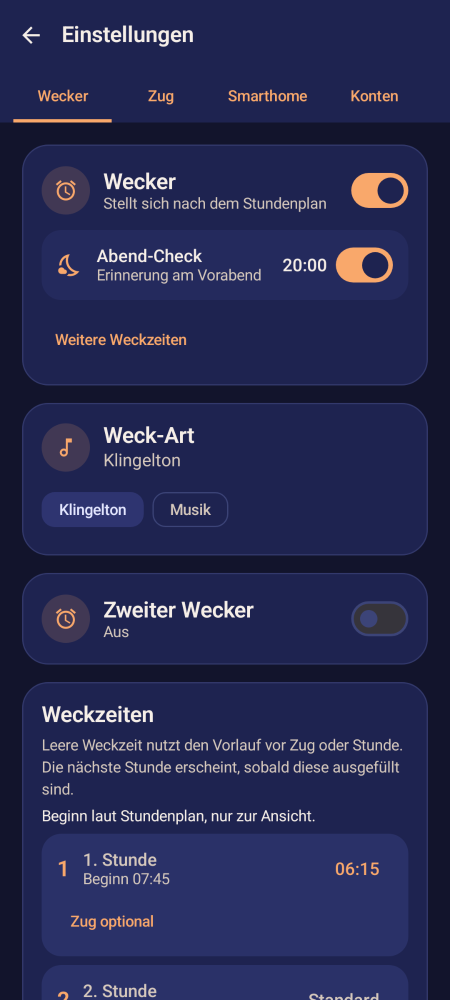 Einstellungen
Wecker
Zug
Smarthome
Konten
Wecker
Stellt sich nach dem Stundenplan
Abend-Check
Erinnerung am Vorabend
20:00
Weitere Weckzeiten
Weck-Art
Klingelton
Klingelton
Musik
Zweiter Wecker
Aus
Weckzeiten
Leere Weckzeit nutzt den Vorlauf vor Zug oder Stunde.
Die nächste Stunde erscheint, sobald diese ausgefüllt
sind.
Beginn laut Stundenplan, nur zur Ansicht.
1
1. Stunde
Beginn 07:45
06:15
Zug optional
2
2. Stunde
Standard